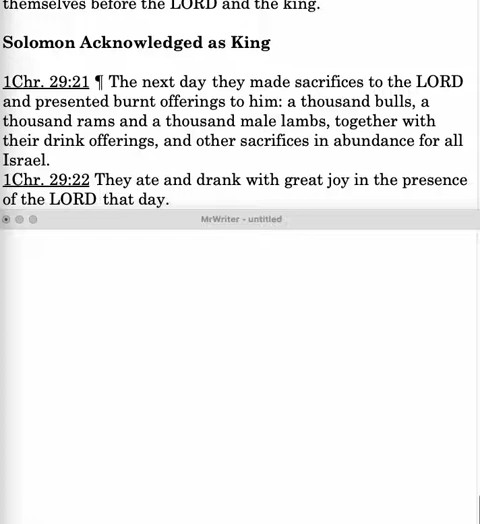 themselves before the LORD and the king.
Solomon Acknowledged as King
1Chr. 29:21 ¶ The next day they made sacrifices to the LORD
and presented burnt offerings to him: a thousand bulls, a
thousand rams and a thousand male lambs, together with
their drink offerings, and other sacrifices in abundance for all
Israel.
1Chr. 29:22 They ate and drank with great joy in the presence
of the LORD that day.
MrWriter - untitled